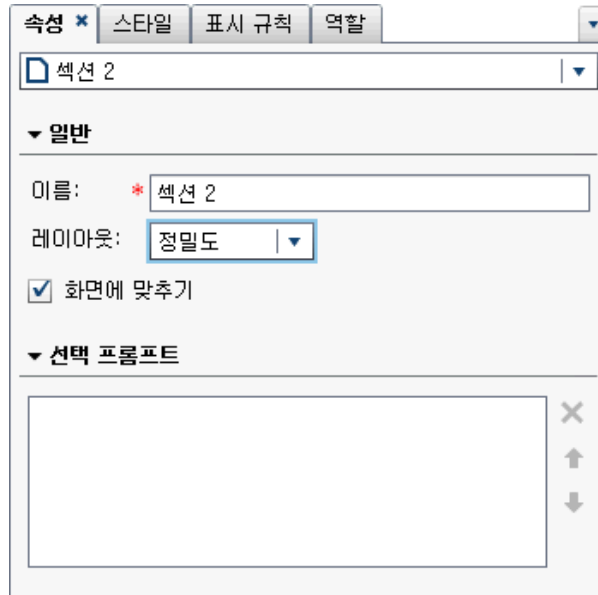 속성 스타일 표시 규칙 역할
섹션 2
일반
이름: * 섹션 2
레이아웃: 정밀도
화면에 맞추기
선택 프롬프트